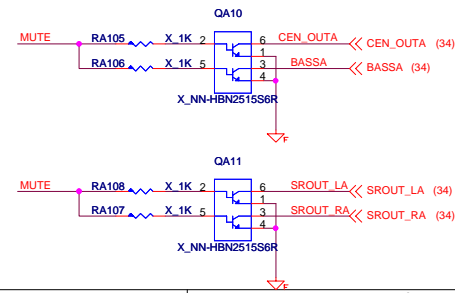 QA10
MUTE RA105 X_1K 2 6 CEN_OUTA CEN_OUTA (34)
1
RA106 X_1K 5 3 BASSA BASSA (34)
4
X_NN-HBN2515S6R
QA11
MUTE RA108 X_1K 2 6 SROUT_LA SROUT_LA (34)
1
RA107 X_1K 5 3 SROUT_RA SROUT_RA (34)
4
X_NN-HBN2515S6R